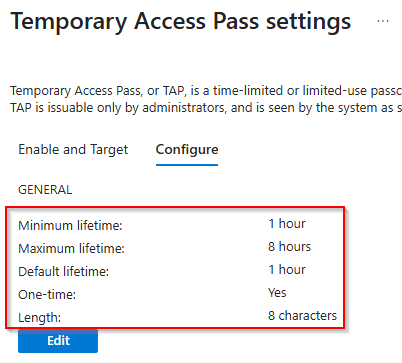 Temporary Access Pass settings ...
Temporary Access Pass, or TAP, is a time-limited or limited-use passc
TAP is issuable only by administrators, and is seen by the system as s
Enable and Target Configure
GENERAL
Minimum lifetime: 1 hour
Maximum lifetime: 8 hours
Default lifetime: 1 hour
One-time: Yes
Length: 8 characters
Edit